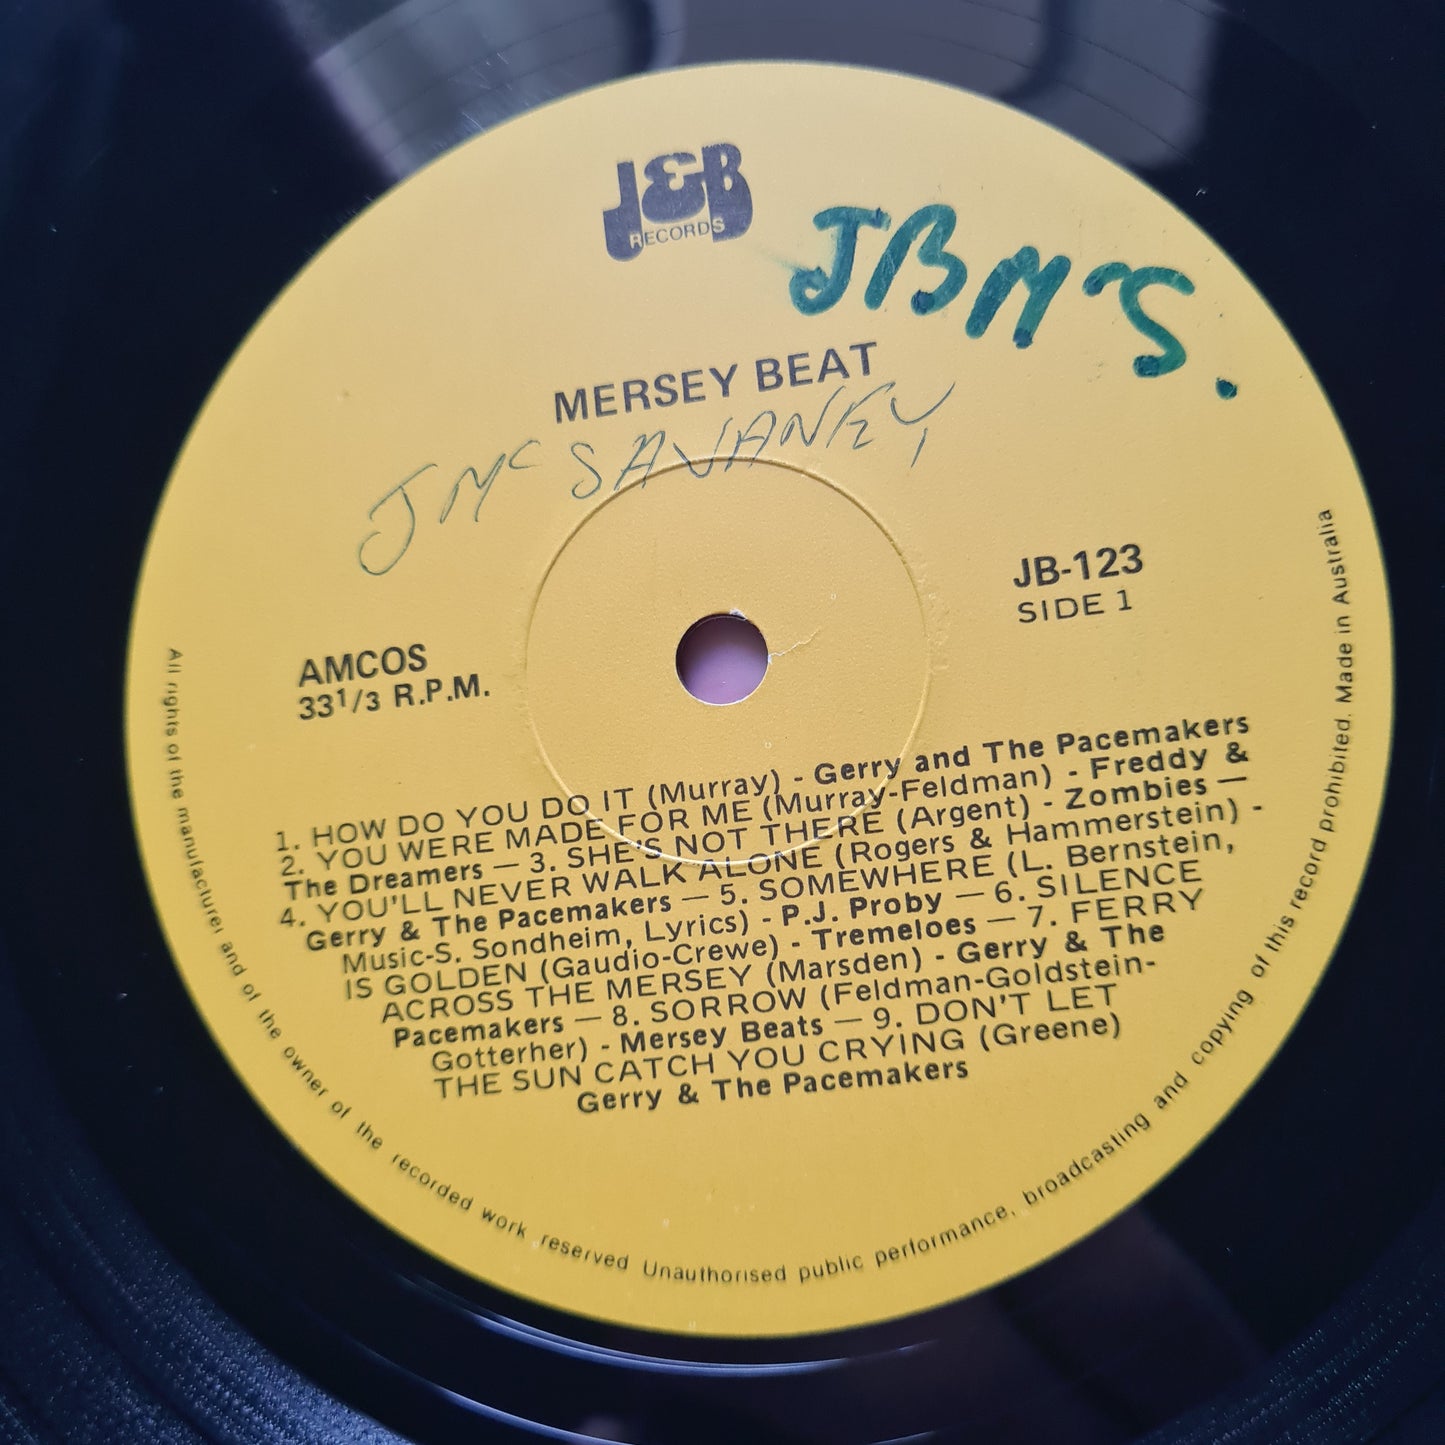 J&B
RECORDS
JBMcS.
MERSEY BEAT
J Mc SAVANEY
JB-123
SIDE 1
AMCOS
33 1/3 R.P.M.
1. HOW DO YOU DO IT (Murray) - Gerry and The Pacemakers
2. YOU WERE MADE FOR ME (Murray-Feldman) - Freddy &
The Dreamers — 3. SHE'S NOT THERE (Argent) - Zombies —
4. YOU'LL NEVER WALK ALONE (Rogers & Hammerstein) -
Gerry & The Pacemakers — 5. SOMEWHERE (L. Bernstein,
Music-S. Sondheim, Lyrics) - P.J. Proby — 6. SILENCE
IS GOLDEN (Gaudio-Crewe) - Tremeloes — 7. FERRY
ACROSS THE MERSEY (Marsden) - Gerry & The
Pacemakers — 8. SORROW (Feldman-Goldstein-
Gotterher) - Mersey Beats — 9. DON'T LET
THE SUN CATCH YOU CRYING (Greene)
Gerry & The Pacemakers
All rights of the manufacturer and of the owner of the recorded work reserved Unauthorised public performance, broadcasting and copying of this record prohibited. Made in Australia